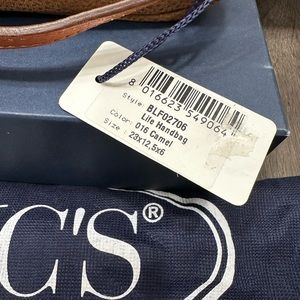 8 016623 549064
Style: BLF02706
Life Handbag
Color: 016 Camel
Size: 23x12,5x6
C'S®